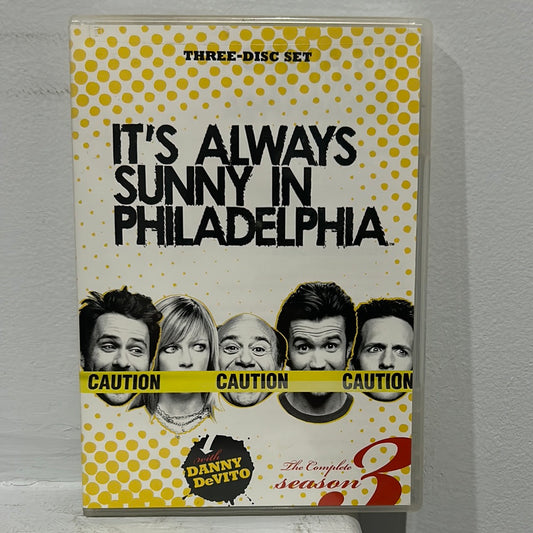 THREE-DISC SET
IT'S ALWAYS
SUNNY IN
PHILADELPHIA
CAUTION CAUTION CAUTION
with
DANNY
DeVITO
The Complete
season 3